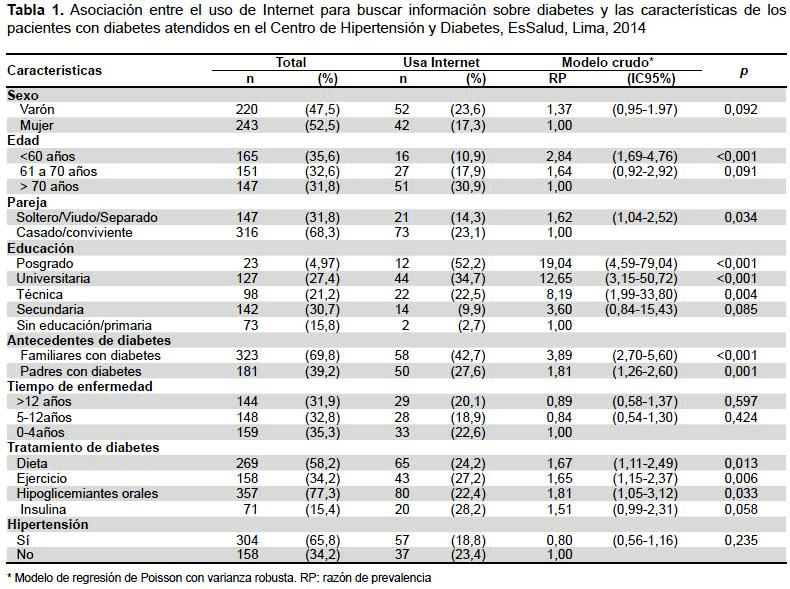 Tabla 1. Asociación entre el uso de Internet para buscar información sobre diabetes y las características de los
pacientes con diabetes atendidos en el Centro de Hipertensión y Diabetes, EsSalud, Lima, 2014
Características Total Usa Internet Modelo crudo* p
n (%) n (%) RP (IC95%)
Sexo
Varón 220 (47,5) 52 (23,6) 1,37 (0,95-1.97) 0,092
Mujer 243 (52,5) 42 (17,3) 1,00
Edad
<60 años 165 (35,6) 16 (10,9) 2,84 (1,69-4,76) <0,001
61 a 70 años 151 (32,6) 27 (17,9) 1,64 (0,92-2,92) 0,091
> 70 años 147 (31,8) 51 (30,9) 1,00
Pareja
Soltero/Viudo/Separado 147 (31,8) 21 (14,3) 1,62 (1,04-2,52) 0,034
Casado/conviviente 316 (68,3) 73 (23,1) 1,00
Educación
Posgrado 23 (4,97) 12 (52,2) 19,04 (4,59-79,04) <0,001
Universitaria 127 (27,4) 44 (34,7) 12,65 (3,15-50,72) <0,001
Técnica 98 (21,2) 22 (22,5) 8,19 (1,99-33,80) 0,004
Secundaria 142 (30,7) 14 (9,9) 3,60 (0,84-15,43) 0,085
Sin educación/primaria 73 (15,8) 2 (2,7) 1,00
Antecedentes de diabetes
Familiares con diabetes 323 (69,8) 58 (42,7) 3,89 (2,70-5,60) <0,001
Padres con diabetes 181 (39,2) 50 (27,6) 1,81 (1,26-2,60) 0,001
Tiempo de enfermedad
>12 años 144 (31,9) 29 (20,1) 0,89 (0,58-1,37) 0,597
5-12años 148 (32,8) 28 (18,9) 0,84 (0,54-1,30) 0,424
0-4años 159 (35,3) 33 (22,6) 1,00
Tratamiento de diabetes
Dieta 269 (58,2) 65 (24,2) 1,67 (1,11-2,49) 0,013
Ejercicio 158 (34,2) 43 (27,2) 1,65 (1,15-2,37) 0,006
Hipoglicemiantes orales 357 (77,3) 80 (22,4) 1,81 (1,05-3,12) 0,033
Insulina 71 (15,4) 20 (28,2) 1,51 (0,99-2,31) 0,058
Hipertensión
Sí 304 (65,8) 57 (18,8) 0,80 (0,56-1,16) 0,235
No 158 (34,2) 37 (23,4) 1,00
* Modelo de regresión de Poisson con varianza robusta. RP: razón de prevalencia